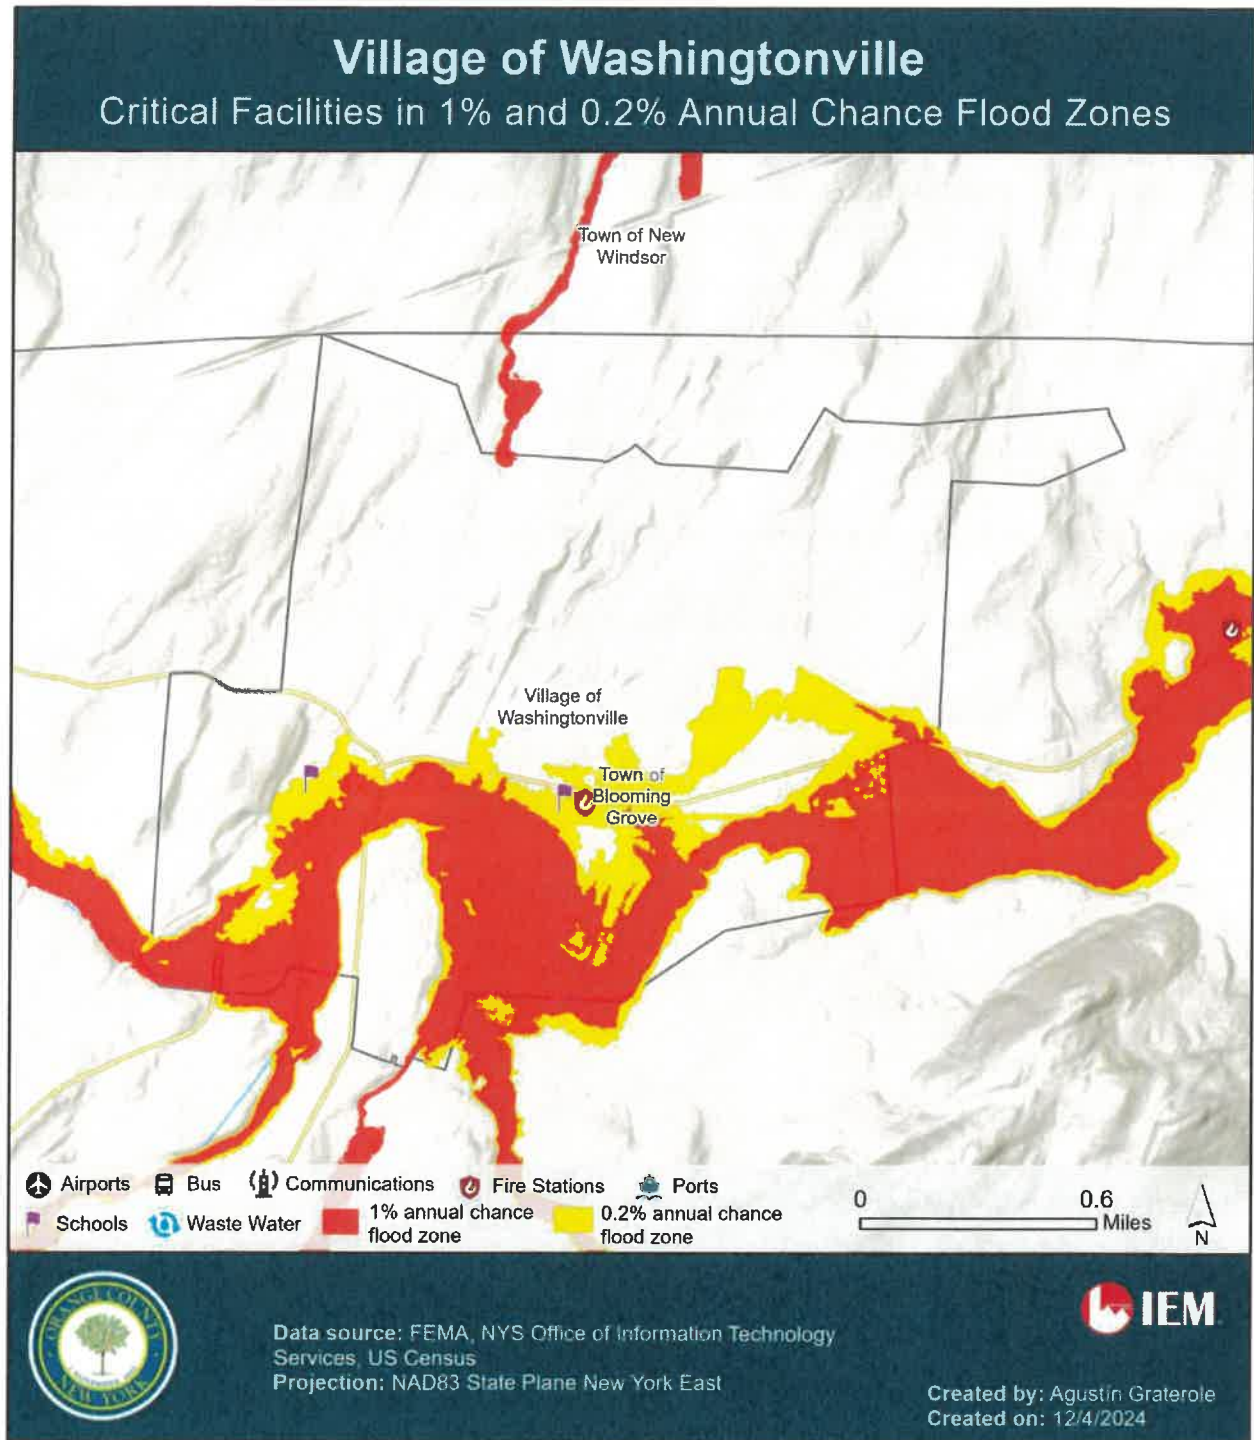 Village of Washingtonville
Critical Facilities in 1% and 0.2% Annual Chance Flood Zones
Town of New
Windsor
Village of
Washingtonville
Town of
Blooming
Grove
Airports Bus Communications Fire Stations Ports
Schools Waste Water 1% annual chance
flood zone 0.2% annual chance
flood zone
0 0.6
Miles
N
ORANGE COUNTY
NEW YORK
IEM
Data source: FEMA, NYS Office of Information Technology
Services, US Census
Projection: NAD83 State Plane New York East
Created by: Agustin Graterole
Created on: 12/4/2024